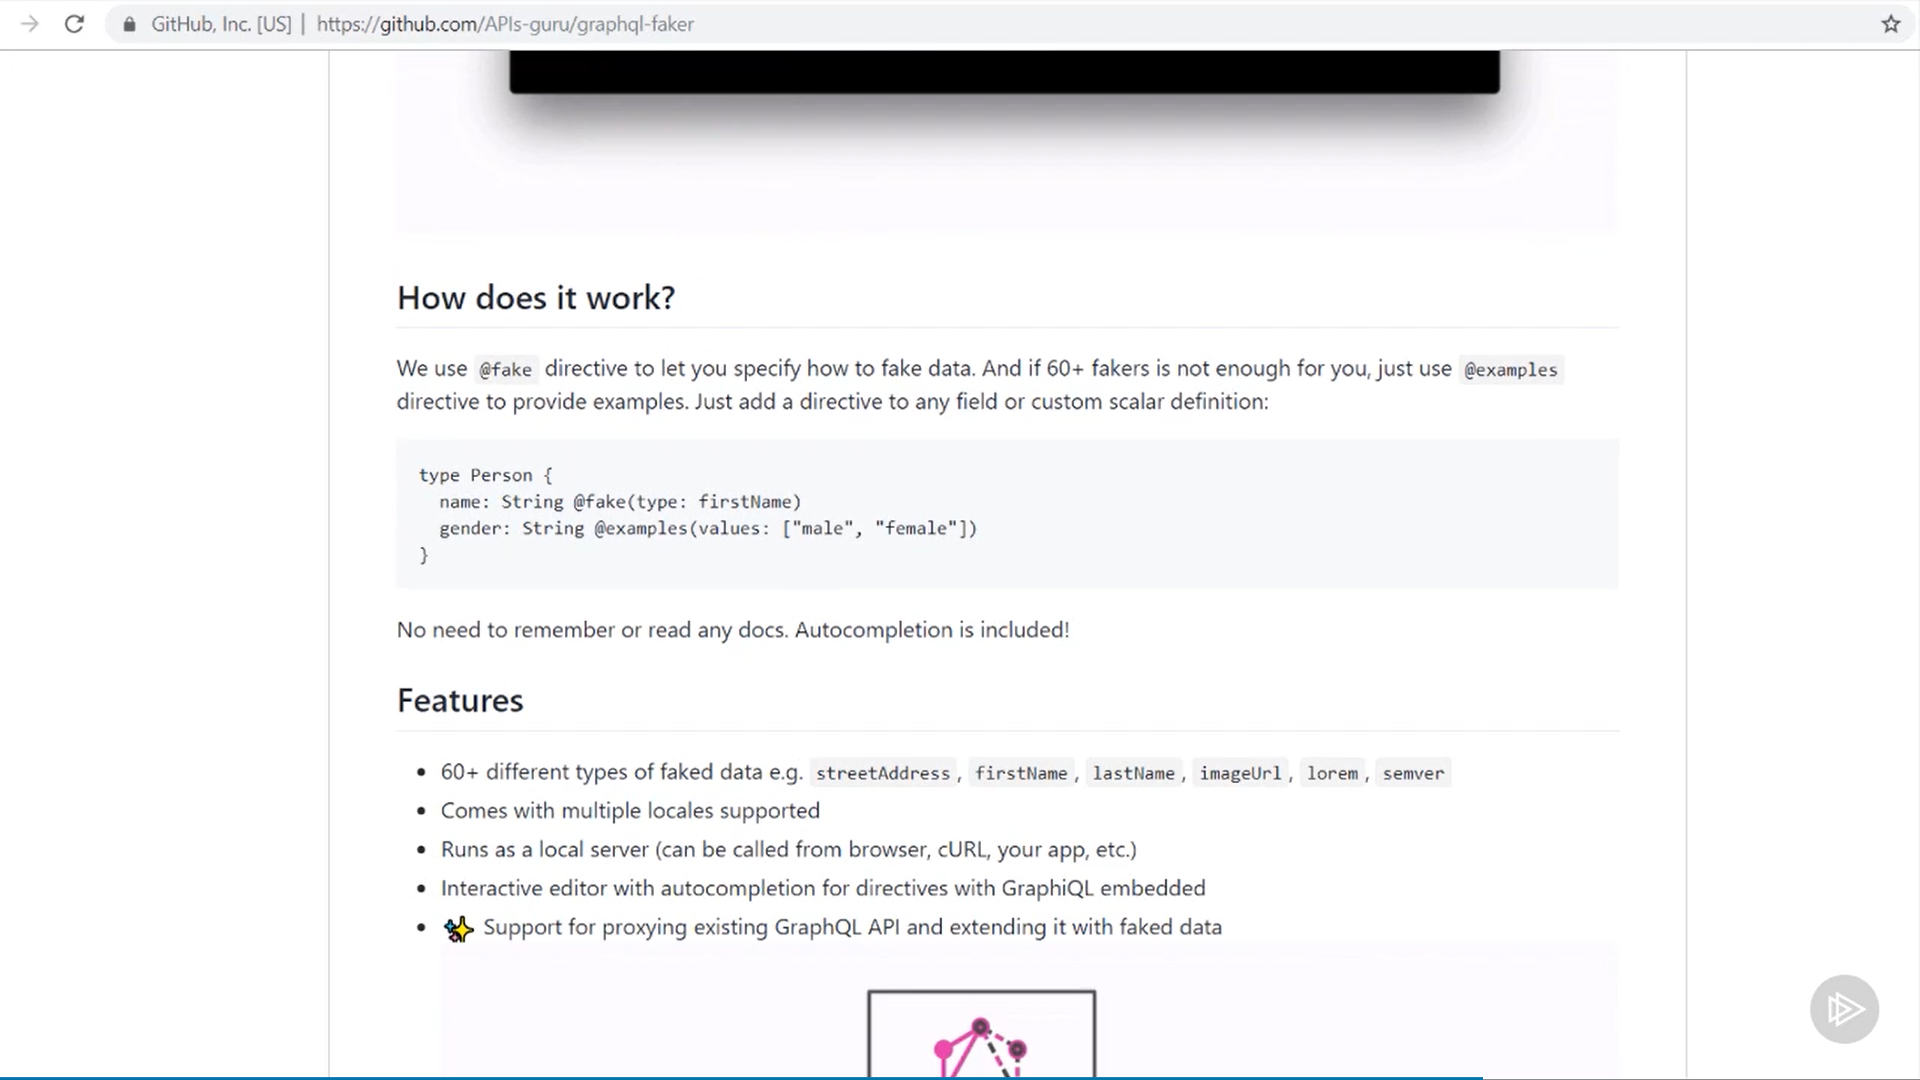 GitHub, Inc. [US] | https://github.com/APIs-guru/graphql-faker
How does it work?
We use @fake directive to let you specify how to fake data. And if 60+ fakers is not enough for you, just use @examples
directive to provide examples. Just add a directive to any field or custom scalar definition:
type Person {
  name: String @fake(type: firstName)
  gender: String @examples(values: ["male", "female"])
}
No need to remember or read any docs. Autocompletion is included!
Features
• 60+ different types of faked data e.g. streetAddress, firstName, lastName, imageUrl, lorem, semver
• Comes with multiple locales supported
• Runs as a local server (can be called from browser, cURL, your app, etc.)
• Interactive editor with autocompletion for directives with GraphiQL embedded
• ✨ Support for proxying existing GraphQL API and extending it with faked data